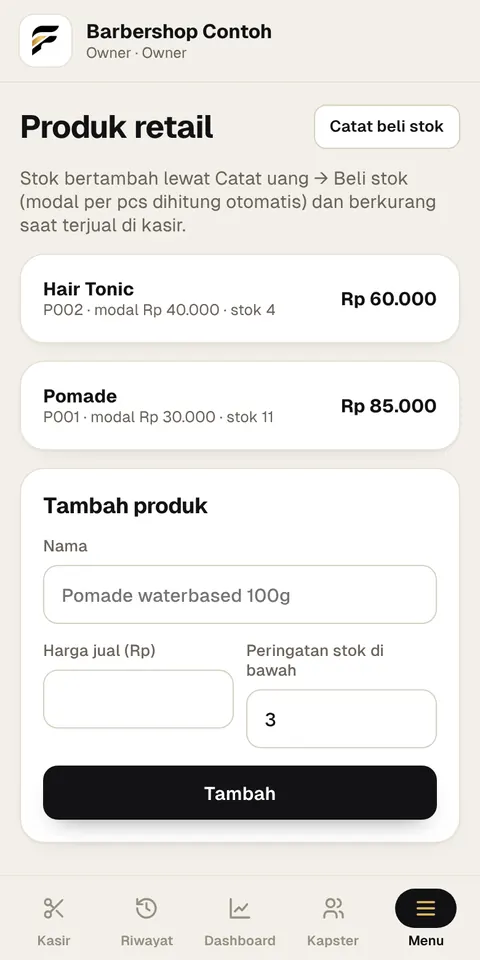 Barbershop Contoh
Owner · Owner
Produk retail
Catat beli stok
Stok bertambah lewat Catat uang → Beli stok
(modal per pcs dihitung otomatis) dan berkurang
saat terjual di kasir.
Hair Tonic
P002 · modal Rp 40.000 · stok 4
Rp 60.000
Pomade
P001 · modal Rp 30.000 · stok 11
Rp 85.000
Tambah produk
Nama
Pomade waterbased 100g
Harga jual (Rp)
Peringatan stok di
bawah
3
Tambah
Kasir
Riwayat
Dashboard
Kapster
Menu